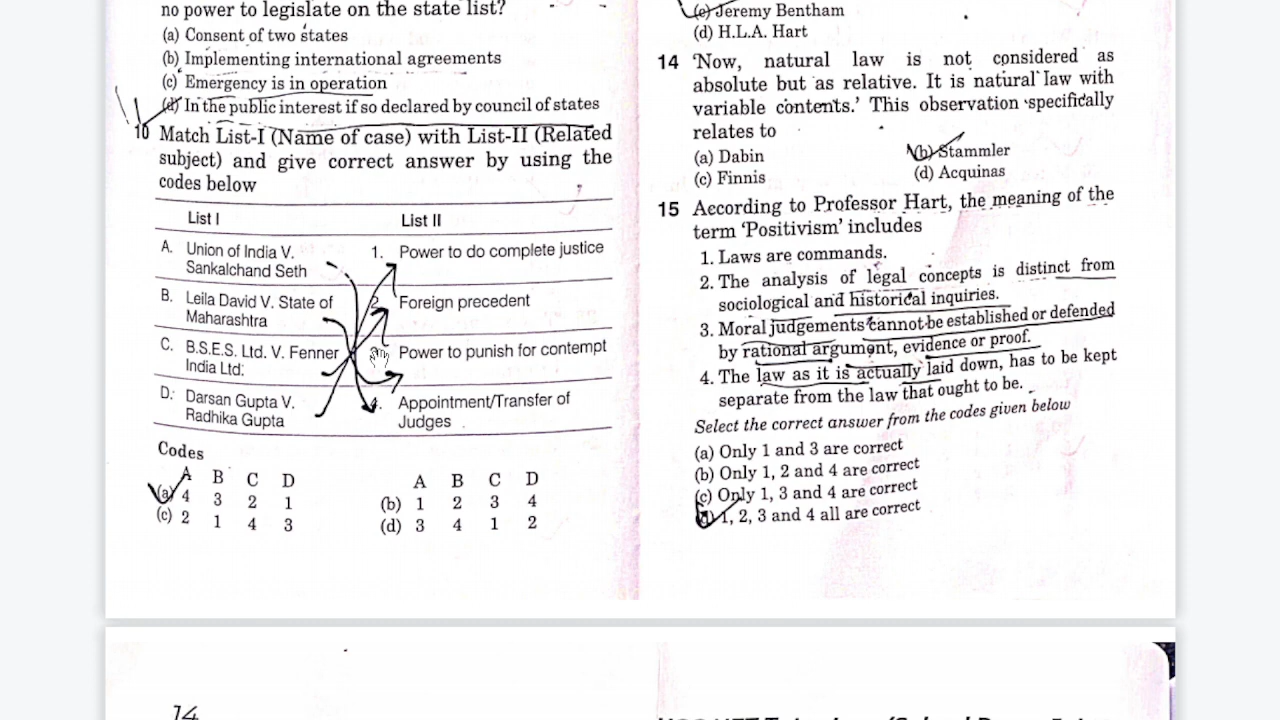 no power to legislate on the state list?
(a) Consent of two states
(b) Implementing international agreements
(c) Emergency is in operation
(d) In the public interest if so declared by council of states
10 Match List-I (Name of case) with List-II (Related
subject) and give correct answer by using the
codes below
List I List II
A. Union of India V. 1. Power to do complete justice
Sankalchand Seth
B. Leila David V. State of 2. Foreign precedent
Maharashtra
C. B.S.E.S. Ltd. V. Fenner Power to punish for contempt
India Ltd.
D. Darsan Gupta V. 4. Appointment/Transfer of
Radhika Gupta Judges
Codes
A B C D A B C D
(a) 4 3 2 1 (b) 1 2 3 4
(c) 2 1 4 3 (d) 3 4 1 2
(c) Jeremy Bentham
(d) H.L.A. Hart
14 'Now, natural law is not considered as
absolute but as relative. It is natural law with
variable contents.' This observation specifically
relates to
(a) Dabin (b) Stammler
(c) Finnis (d) Acquinas
15 According to Professor Hart, the meaning of the
term 'Positivism' includes
1. Laws are commands.
2. The analysis of legal concepts is distinct from
sociological and historical inquiries.
3. Moral judgements cannot be established or defended
by rational argument, evidence or proof.
4. The law as it is actually laid down, has to be kept
separate from the law that ought to be.
Select the correct answer from the codes given below
(a) Only 1 and 3 are correct
(b) Only 1, 2 and 4 are correct
(c) Only 1, 3 and 4 are correct
(d) 1, 2, 3 and 4 all are correct
14